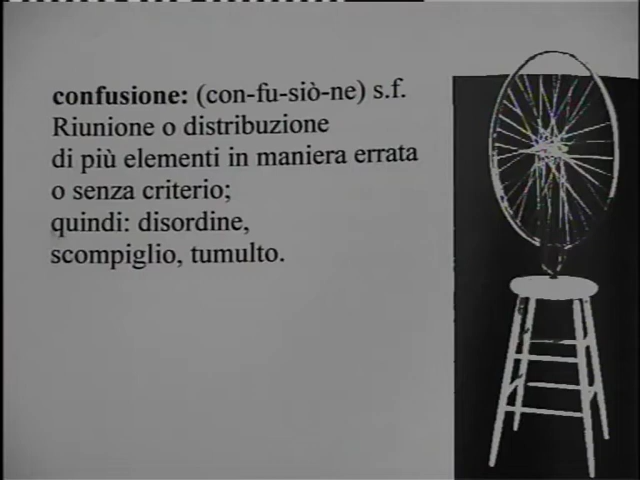 confusione: (con-fu-siò-ne) s.f.
Riunione o distribuzione
di più elementi in maniera errata
o senza criterio;
quindi: disordine,
scompiglio, tumulto.